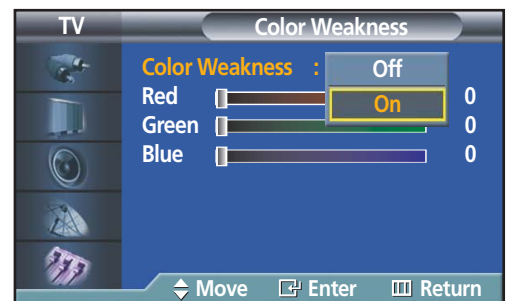 TV
Color Weakness
Color Weakness : Off
Red On 0
Green 0
Blue 0
Move Enter Return